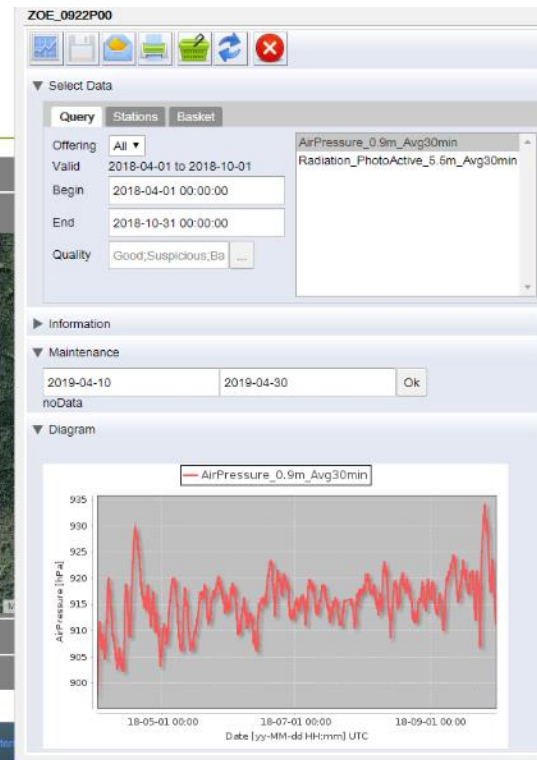 ZOE_0922P00
Select Data
Query Stations Basket
Offering All
Valid 2018-04-01 to 2018-10-01
Begin 2018-04-01 00:00:00
End 2018-10-31 00:00:00
Quality Good;Suspicious;Ba ...
AirPressure_0.9m_Avg30min
Radiation_PhotoActive_5.5m_Avg30min
Information
Maintenance
2019-04-10 2019-04-30 Ok
noData
Diagram
AirPressure_0.9m_Avg30min
935
930
925
920
915
910
905
900
AirPressure [hPa]
18-05-01 00:00 18-07-01 00:00 18-09-01 00:00
Date [yy-MM-dd HH:mm] UTC